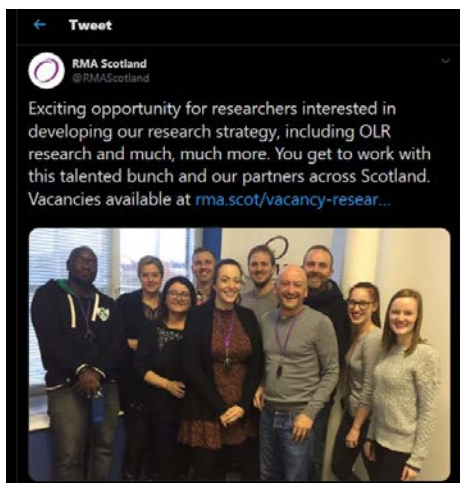 ← Tweet
RMA Scotland
@RMAScotland
Exciting opportunity for researchers interested in
developing our research strategy, including OLR
research and much, much more. You get to work with
this talented bunch and our partners across Scotland.
Vacancies available at rma.scot/vacancy-resear...